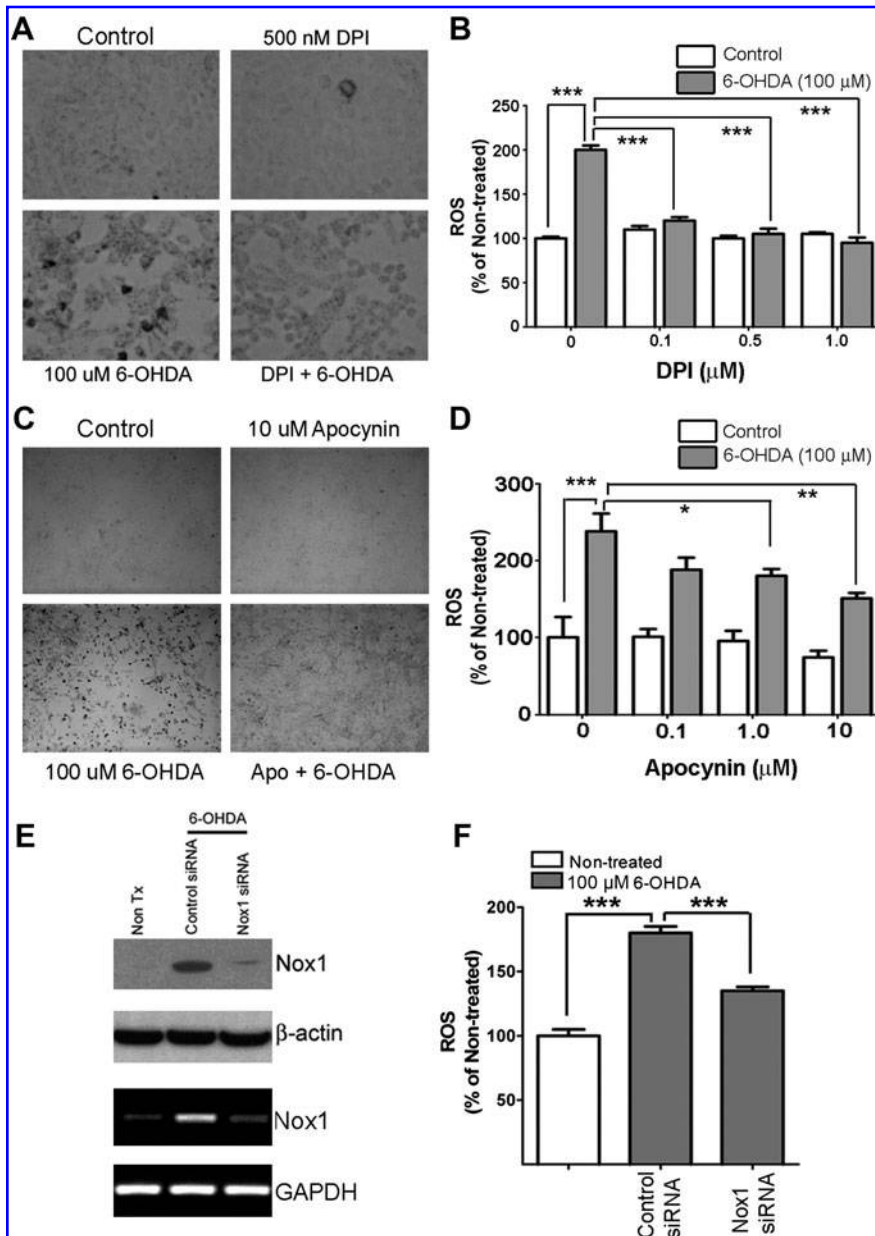 A
Control
500 nM DPI
100 uM 6-OHDA
DPI + 6-OHDA
B
Control
6-OHDA (100 μM)
***
***
***
***
250
200
150
100
50
0
ROS
(% of Non-treated)
0
0.1
0.5
1.0
DPI (μM)
C
Control
10 uM Apocynin
100 uM 6-OHDA
Apo + 6-OHDA
D
Control
6-OHDA (100 μM)
***
*
**
300
200
100
0
ROS
(% of Non-treated)
0
0.1
1.0
10
Apocynin (μM)
E
6-OHDA
Non Tx
Control siRNA
Nox1 siRNA
Nox1
β-actin
Nox1
GAPDH
F
Non-treated
100 μM 6-OHDA
***
***
200
150
100
50
ROS
(% of Non-treated)
Control
siRNA
Nox1
siRNA